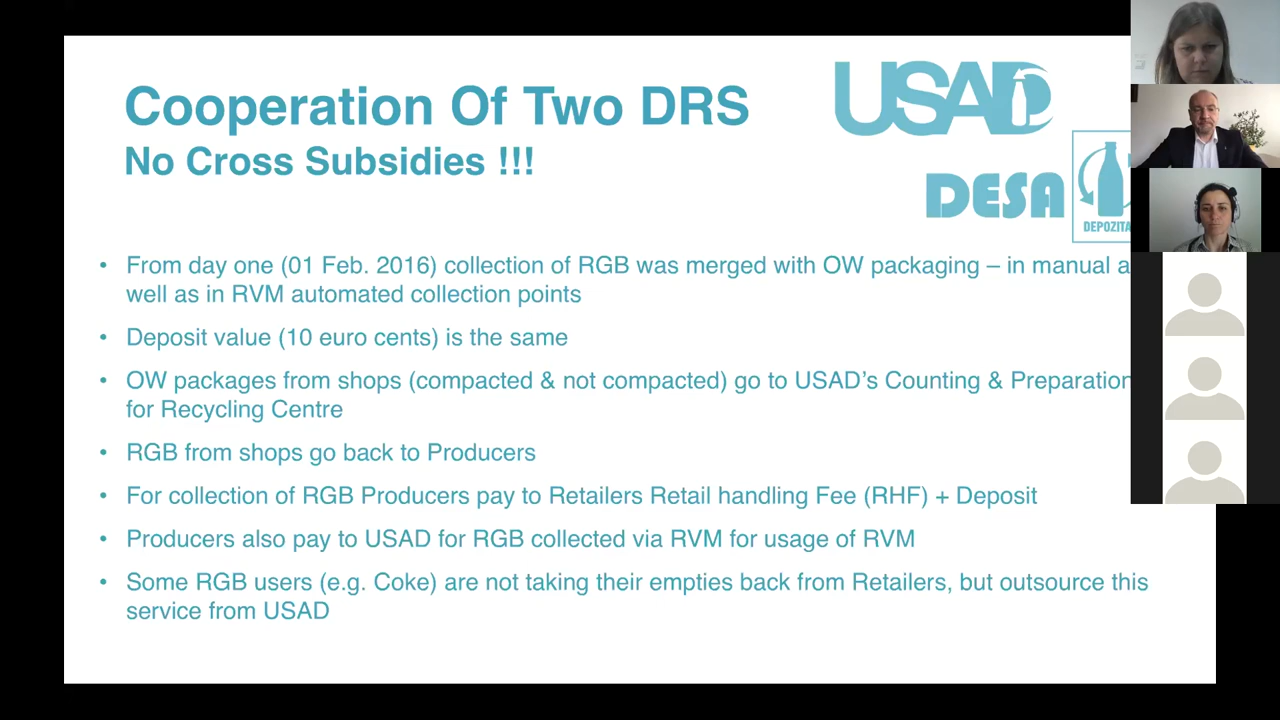 Cooperation Of Two DRS
No Cross Subsidies !!!
USAD
DESA
• From day one (01 Feb. 2016) collection of RGB was merged with OW packaging – in manual a
well as in RVM automated collection points
• Deposit value (10 euro cents) is the same
• OW packages from shops (compacted & not compacted) go to USAD’s Counting & Preparation
for Recycling Centre
• RGB from shops go back to Producers
• For collection of RGB Producers pay to Retailers Retail handling Fee (RHF) + Deposit
• Producers also pay to USAD for RGB collected via RVM for usage of RVM
• Some RGB users (e.g. Coke) are not taking their empties back from Retailers, but outsource this
service from USAD